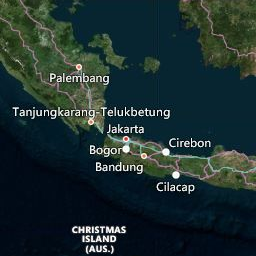 Palembang
Tanjungkarang-Telukbetung
Jakarta
Bogor
Cirebon
Bandung
Cilacap
CHRISTMAS
ISLAND
(AUS.)